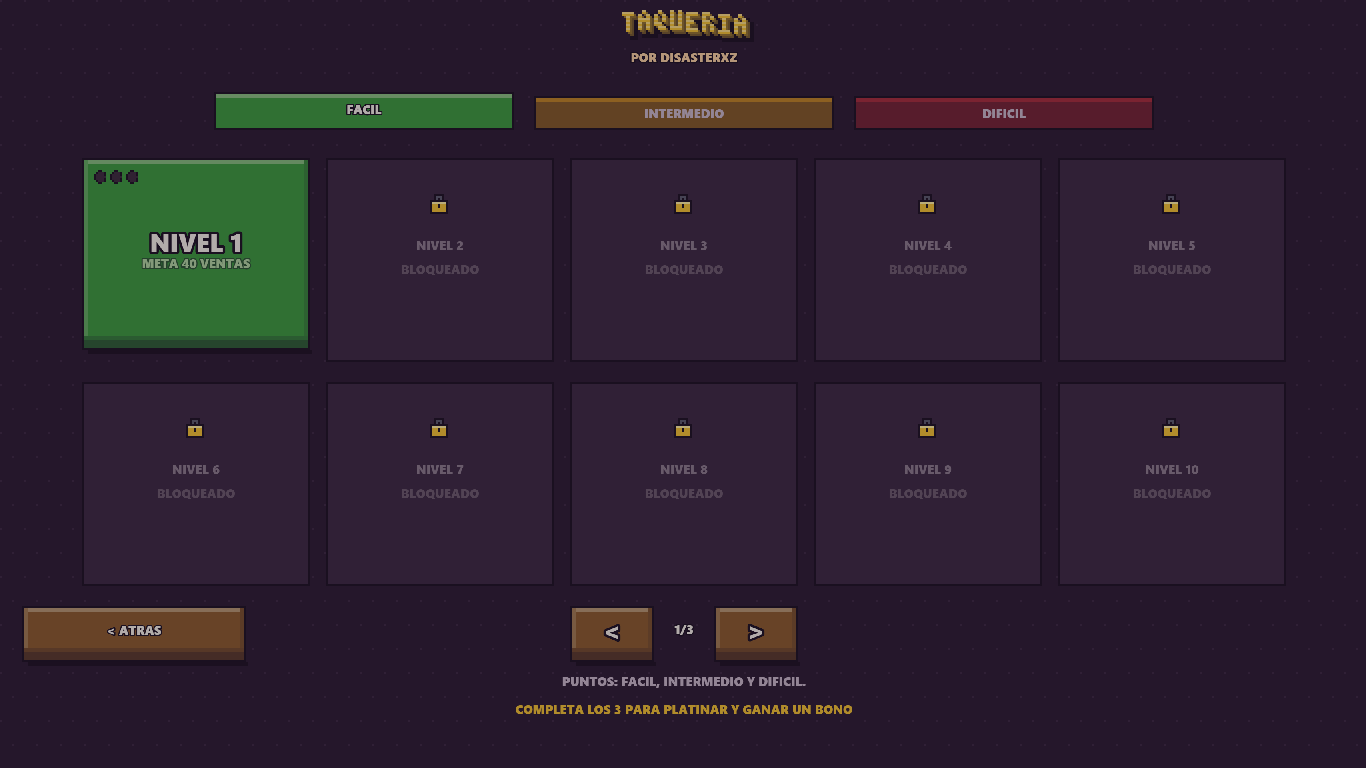 TAQUERIA
POR DISASTERXZ
FACIL
INTERMEDIO
DIFICIL
NIVEL 1
META 40 VENTAS
NIVEL 2
BLOQUEADO
NIVEL 3
BLOQUEADO
NIVEL 4
BLOQUEADO
NIVEL 5
BLOQUEADO
NIVEL 6
BLOQUEADO
NIVEL 7
BLOQUEADO
NIVEL 8
BLOQUEADO
NIVEL 9
BLOQUEADO
NIVEL 10
BLOQUEADO
< ATRAS
<
1/3
>
PUNTOS: FACIL, INTERMEDIO Y DIFICIL.
COMPLETA LOS 3 PARA PLATINAR Y GANAR UN BONO